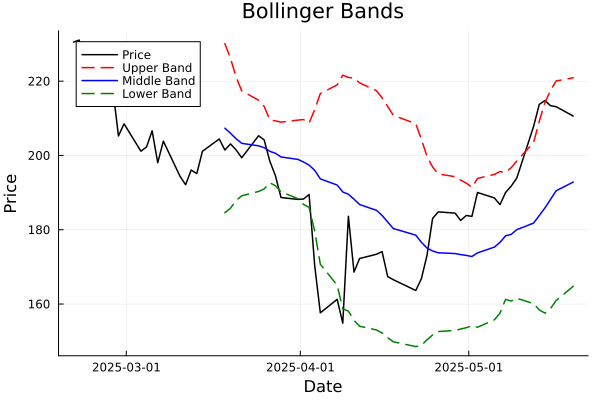 Bollinger Bands
Price
Upper Band
Middle Band
Lower Band
220
200
180
160
Price
2025-03-01
2025-04-01
2025-05-01
Date